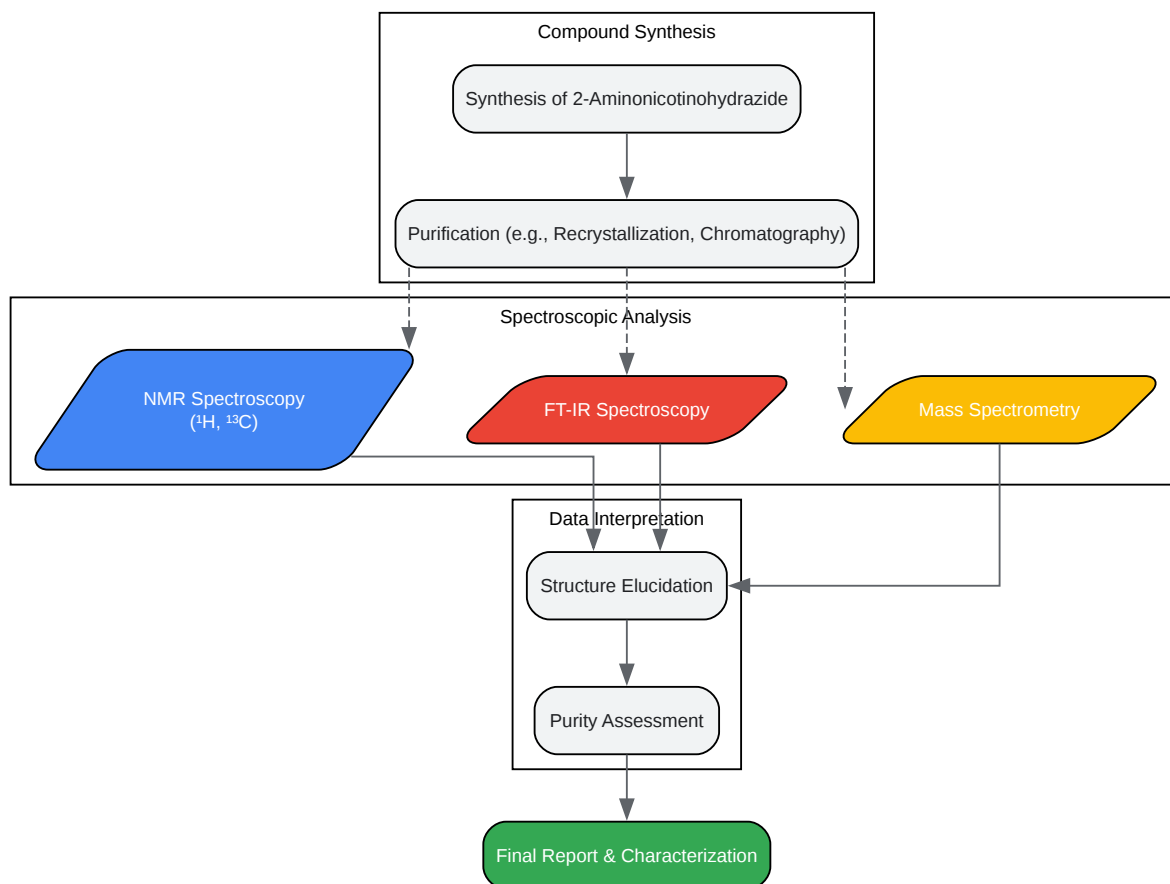 Compound Synthesis
Synthesis of 2-Aminonicotinohydrazide
Purification (e.g., Recrystallization, Chromatography)
Spectroscopic Analysis
NMR Spectroscopy
(¹H, ¹³C)
FT-IR Spectroscopy
Mass Spectrometry
Data Interpretation
Structure Elucidation
Purity Assessment
Final Report & Characterization